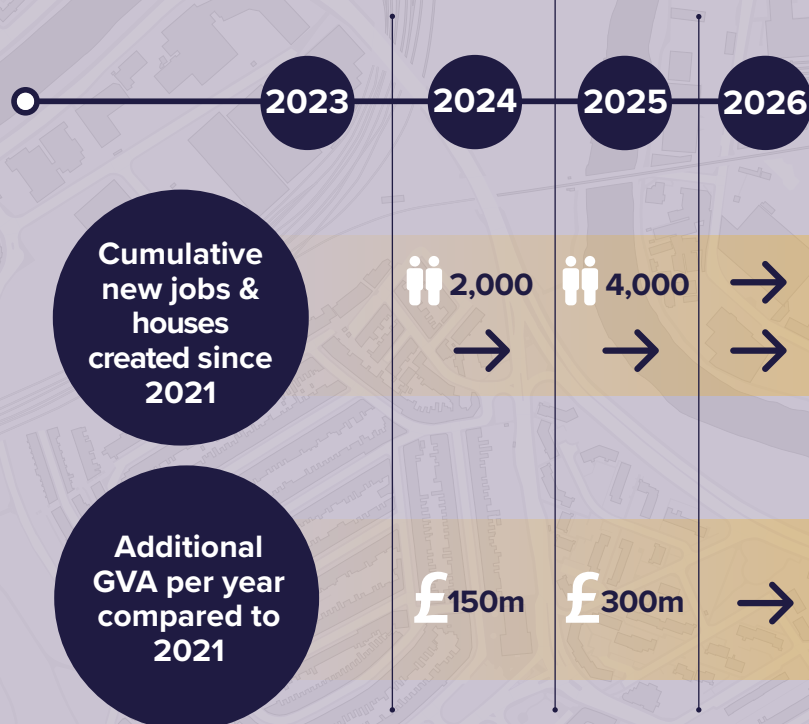 2023 2024 2025 2026
Cumulative
new jobs &
houses
created since
2021
2,000 4,000
Additional
GVA per year
compared to
2021
£150m £300m